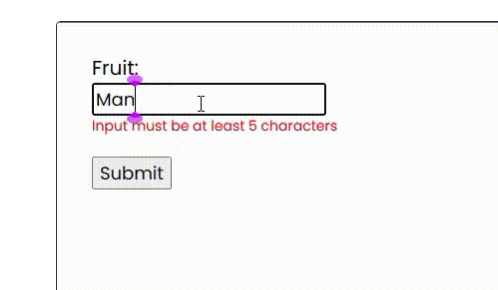 Fruit:
Man
Input must be at least 5 characters
Submit